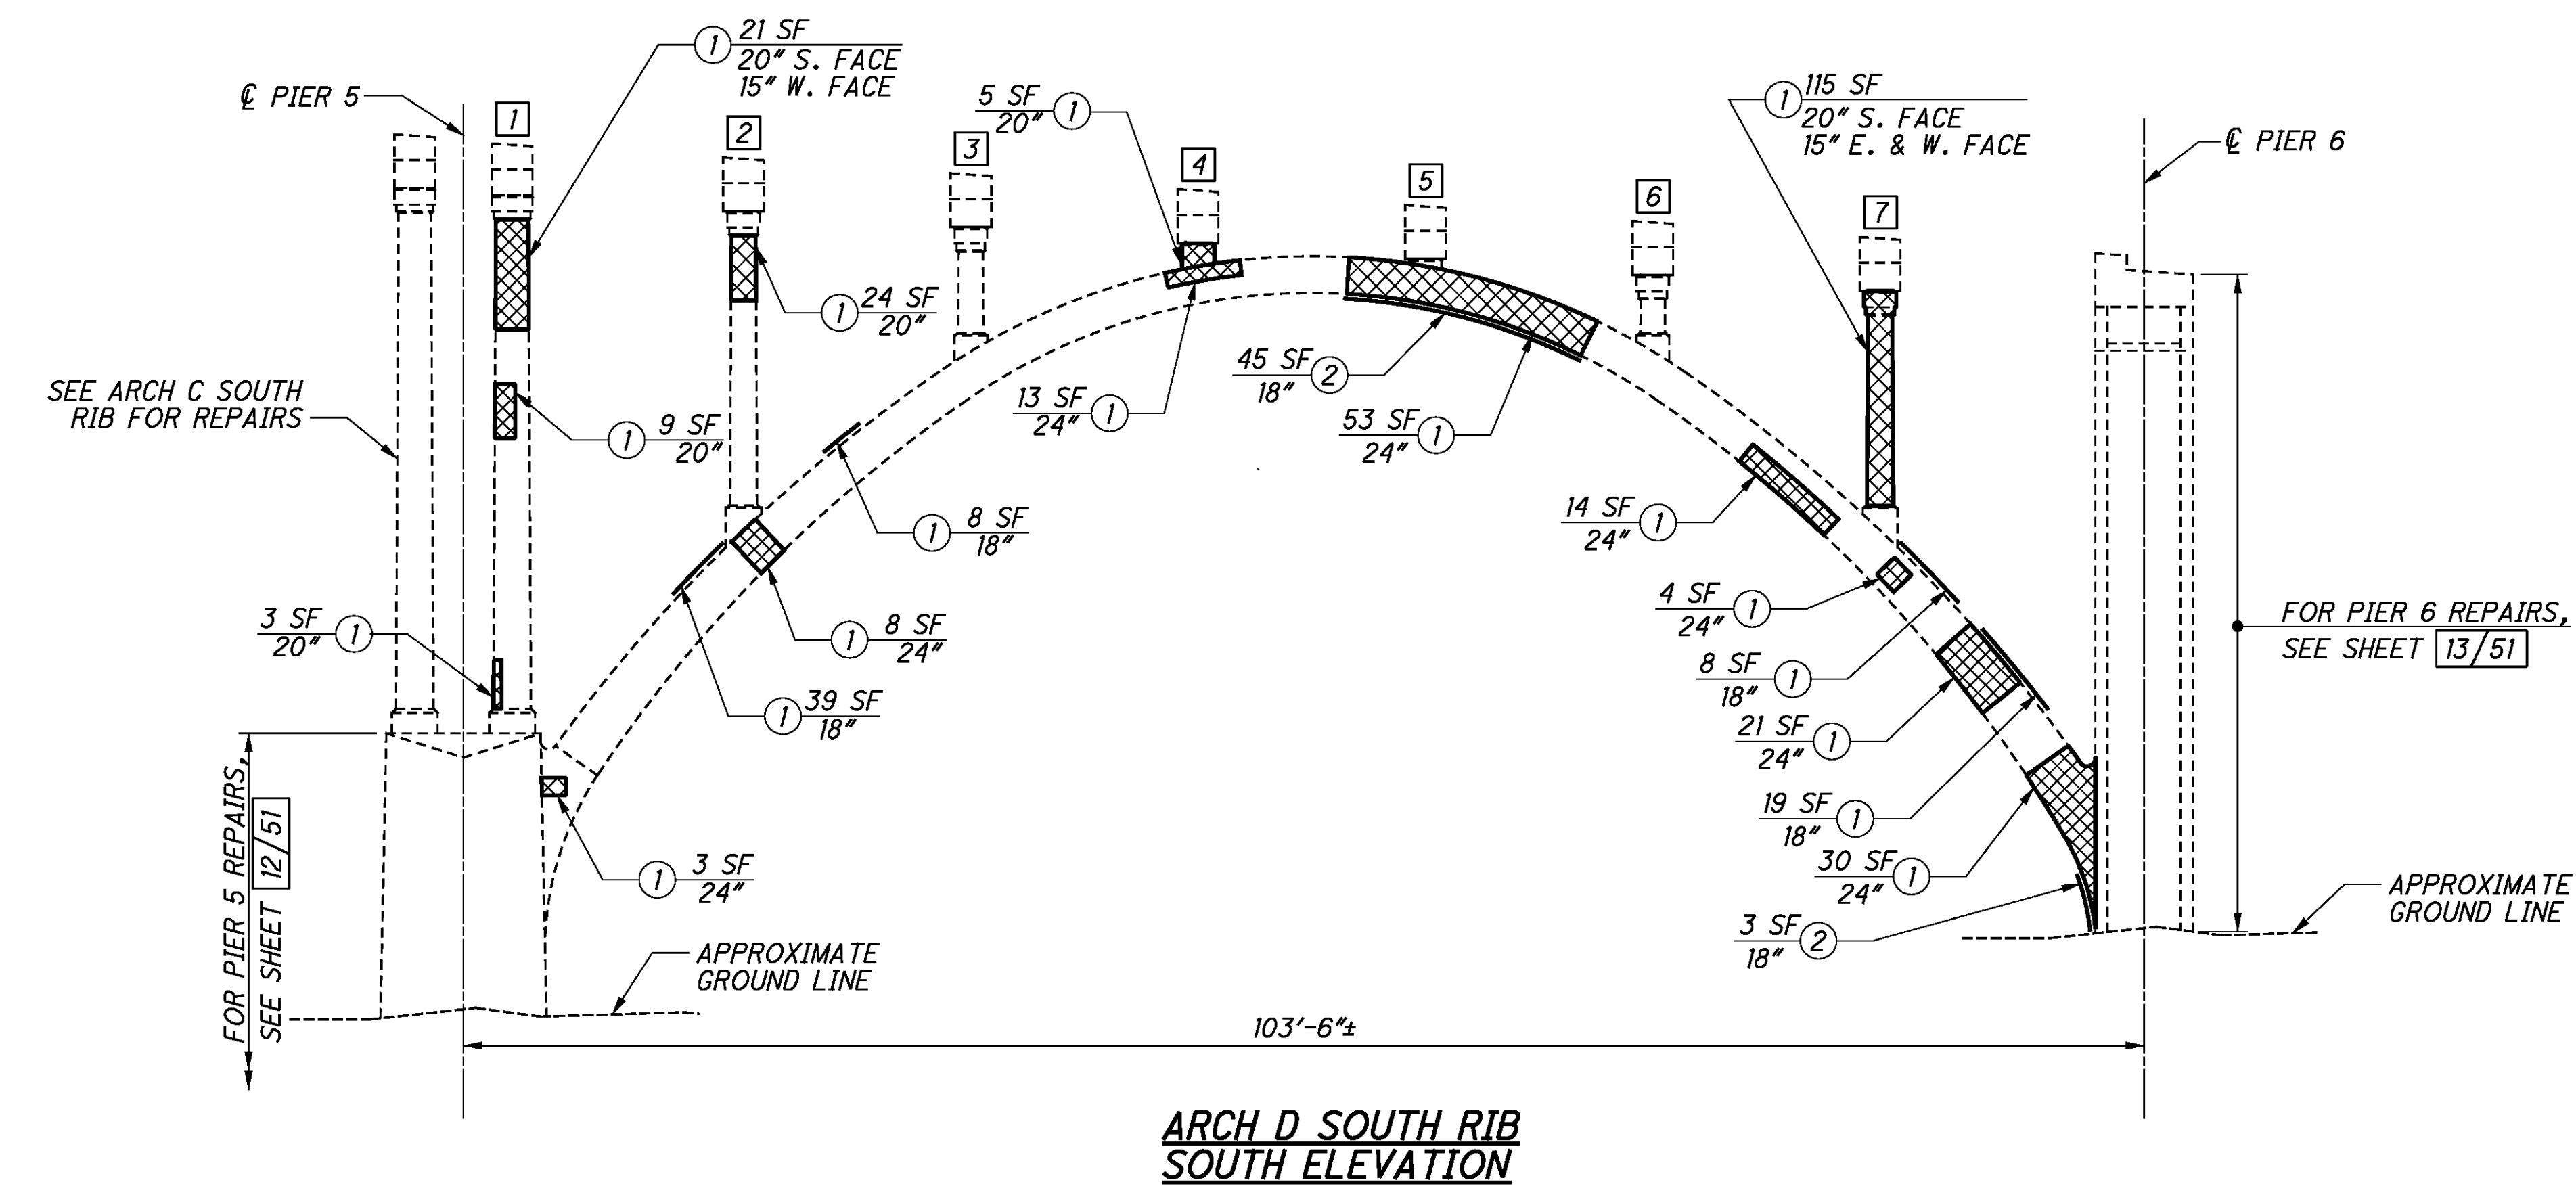 1 21 SF
20" S. FACE
15" W. FACE
℄ PIER 5
1
2
3
4
5
6
7
5 SF 1
20"
1 115 SF
20" S. FACE
15" E. & W. FACE
℄ PIER 6
1 24 SF
20"
SEE ARCH C SOUTH
RIB FOR REPAIRS
1 9 SF
20"
13 SF 1
24"
45 SF 2
18"
53 SF 1
24"
1 8 SF
18"
14 SF 1
24"
3 SF 1
20"
1 8 SF
24"
4 SF 1
24"
FOR PIER 6 REPAIRS,
SEE SHEET 13/51
1 39 SF
18"
8 SF 1
18"
21 SF 1
24"
19 SF 1
18"
FOR PIER 5 REPAIRS,
SEE SHEET 12/51
1 3 SF
24"
30 SF 1
24"
3 SF 2
18"
APPROXIMATE
GROUND LINE
APPROXIMATE
GROUND LINE
103'-6"±
ARCH D SOUTH RIB
SOUTH ELEVATION